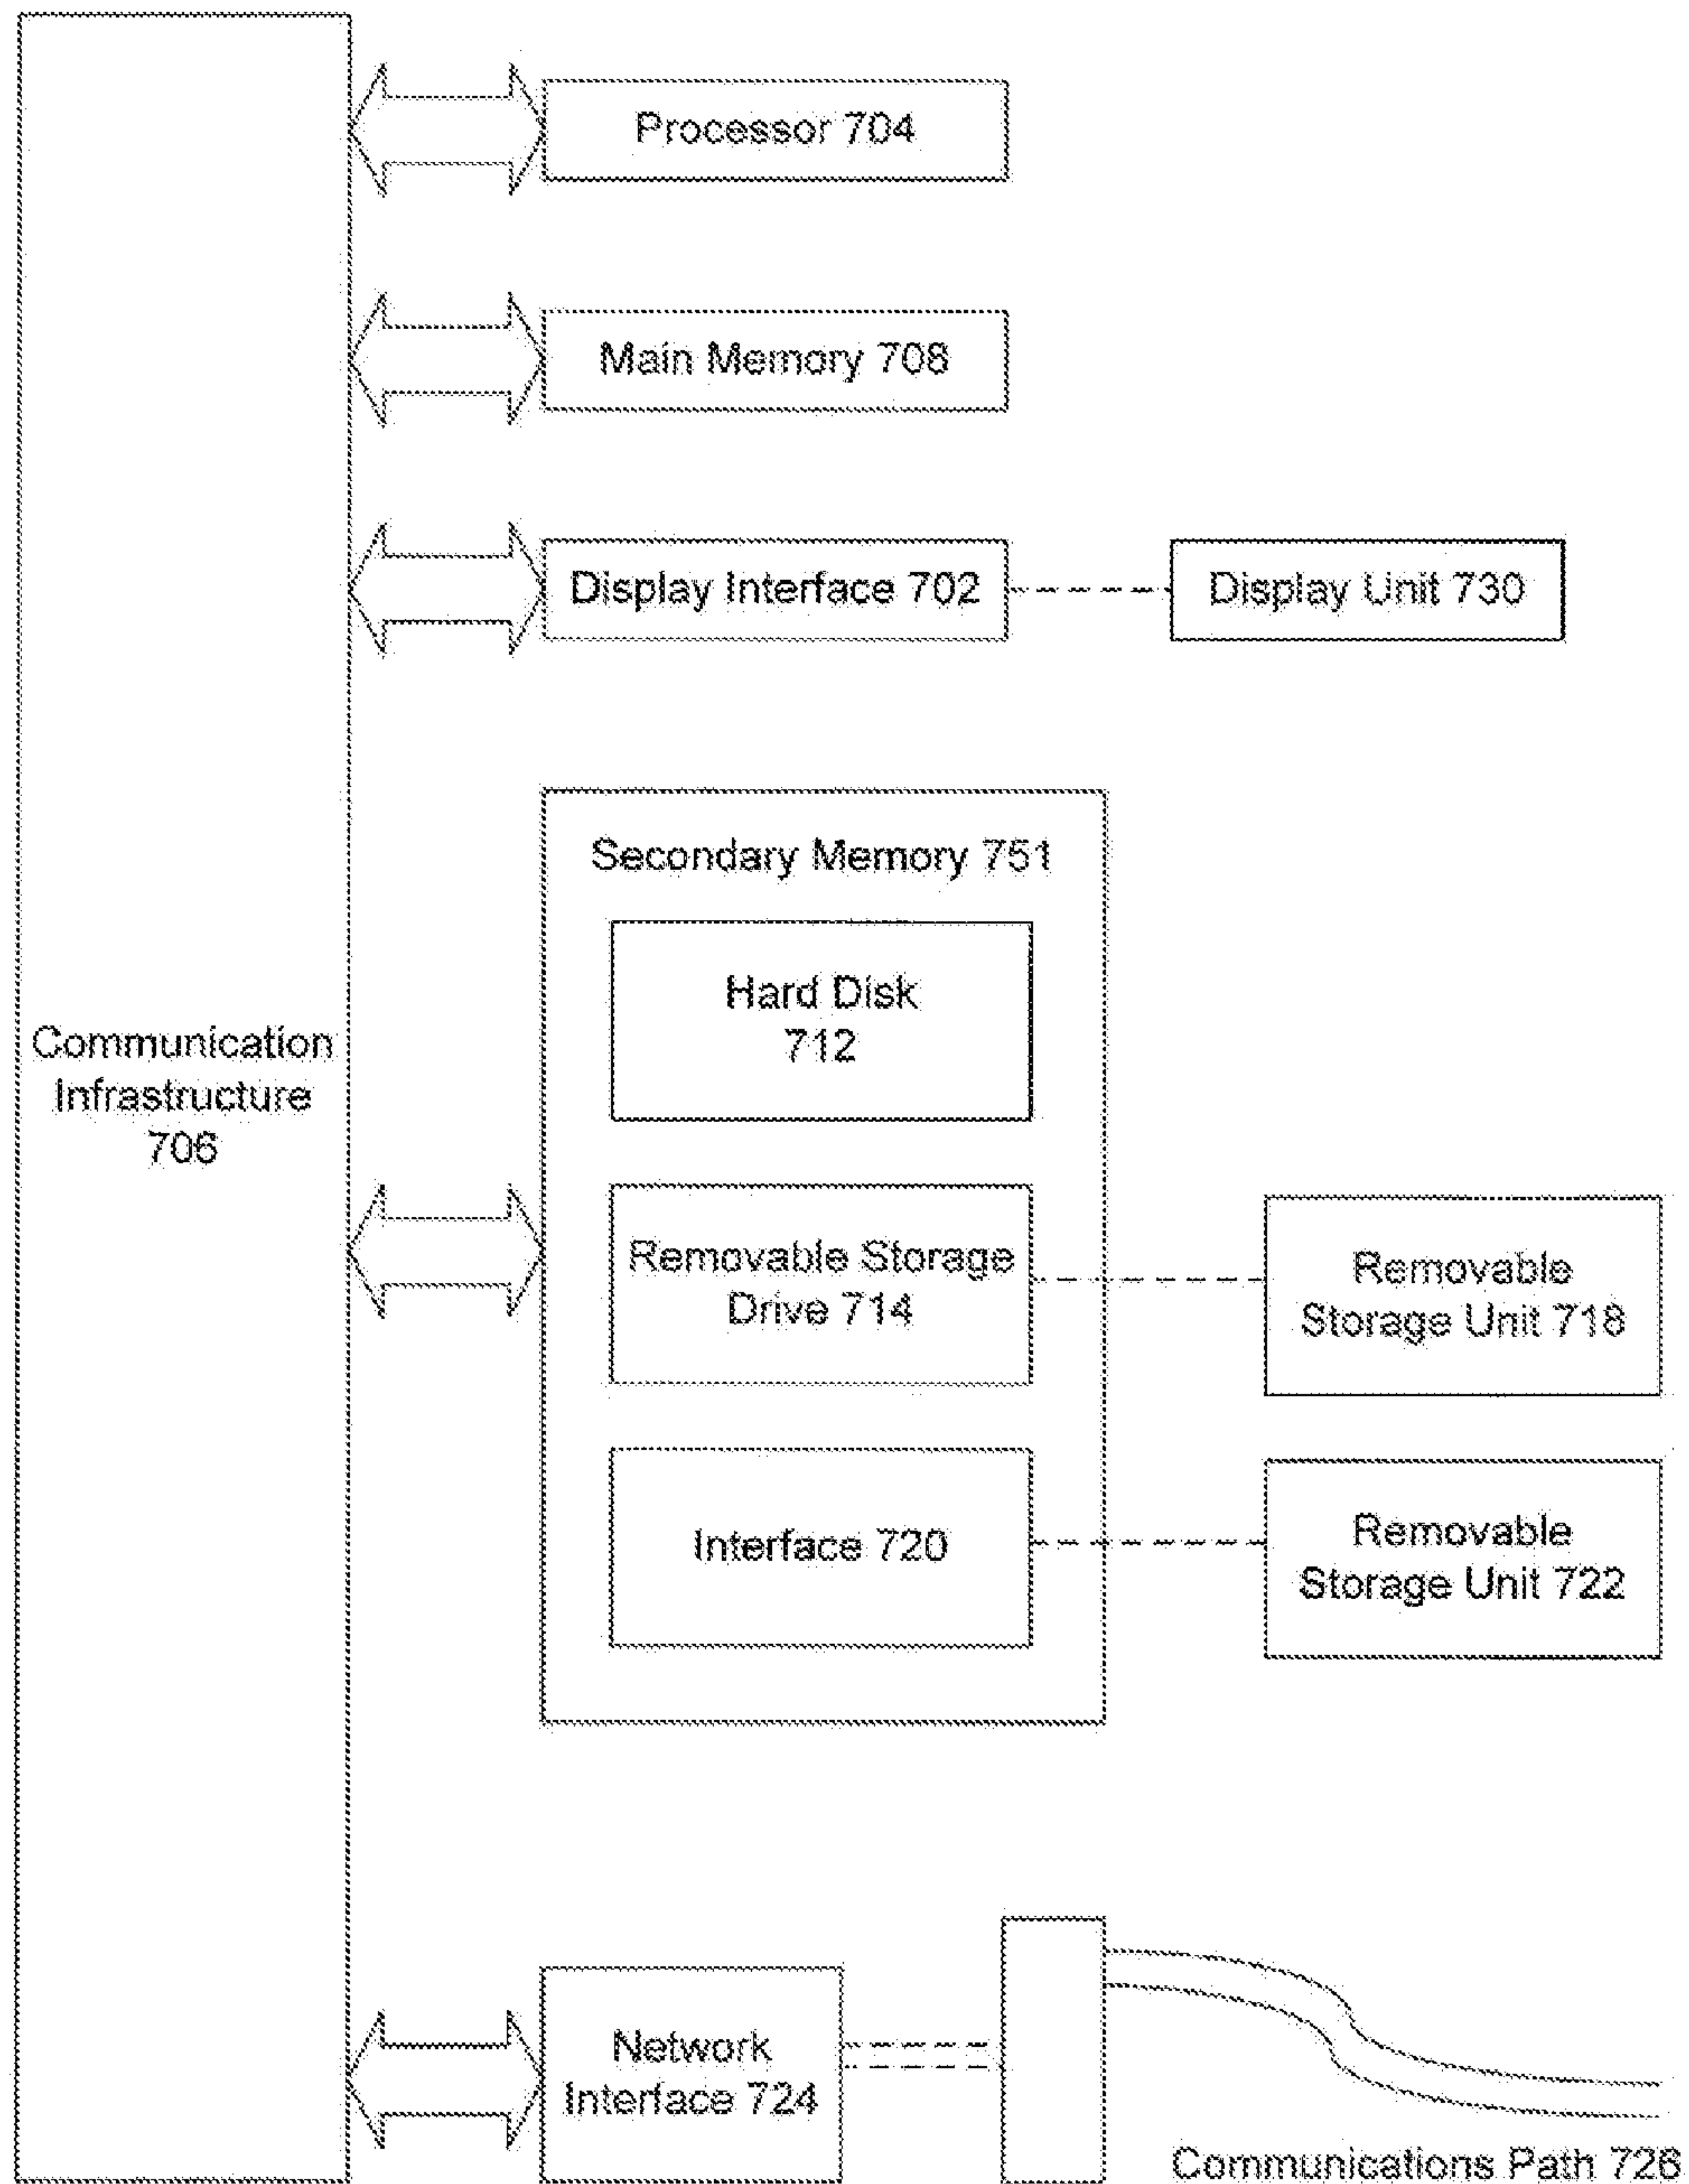 Processor 704
Main Memory 708
Display Interface 702
Display Unit 730
Secondary Memory 751
Hard Disk
712
Communication
Infrastructure
706
Removable Storage
Drive 714
Removable
Storage Unit 718
Interface 720
Removable
Storage Unit 722
Network
Interface 724
Communications Path 726